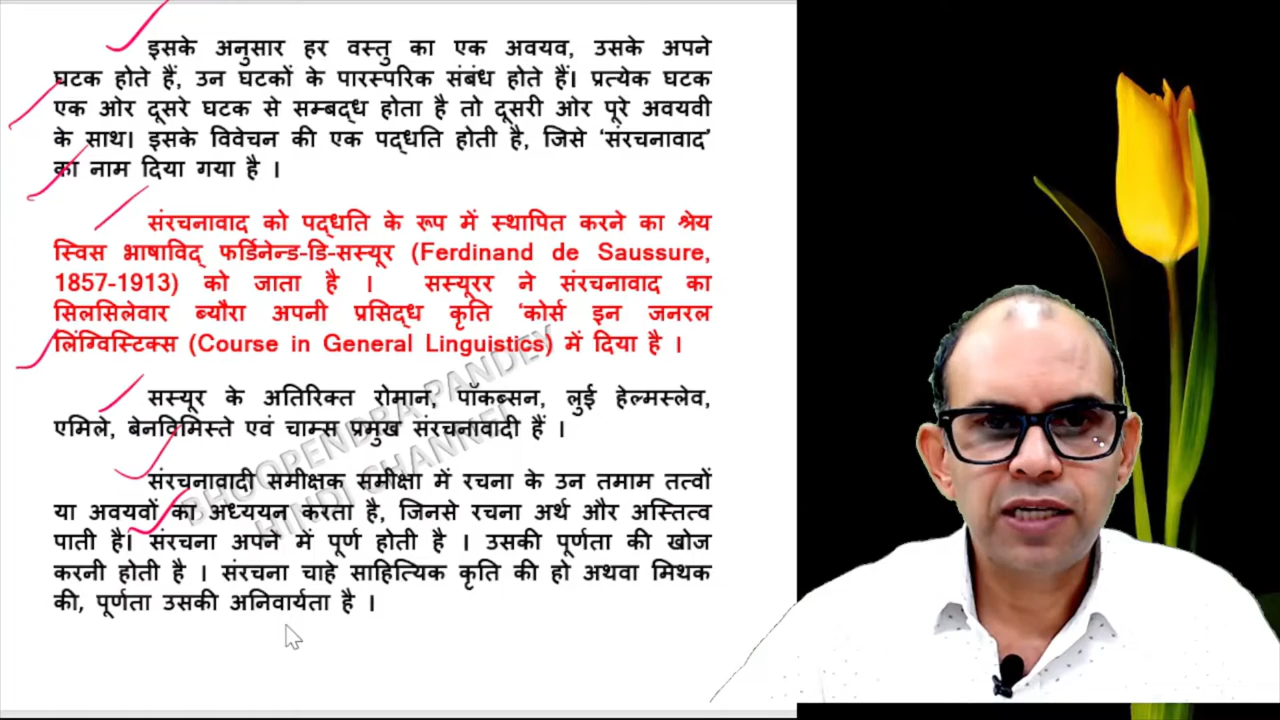 इसके अनुसार हर वस्तु का एक अवयव, उसके अपने
घटक होते हैं, उन घटकों के पारस्परिक संबंध होते हैं। प्रत्येक घटक
एक ओर दूसरे घटक से सम्बद्ध होता है तो दूसरी ओर पूरे अवयवी
के साथ। इसके विवेचन की एक पद्धति होती है, जिसे ‘संरचनावाद’
का नाम दिया गया है ।
संरचनावाद को पद्धति के रूप में स्थापित करने का श्रेय
स्विस भाषाविद् फर्डिनेन्ड-डि-सस्यूर (Ferdinand de Saussure,
1857-1913) को जाता है । सस्यूरर ने संरचनावाद का
सिलसिलेवार ब्यौरा अपनी प्रसिद्ध कृति ‘कोर्स इन जनरल
लिंग्विस्टिक्स (Course in General Linguistics) में दिया है ।
सस्यूर के अतिरिक्त रोमान, पॉकब्सन, लुई हेल्मस्लेव,
एमिले, बेनविमिस्ते एवं चाम्स प्रमुख संरचनावादी हैं ।
संरचनावादी समीक्षक समीक्षा में रचना के उन तमाम तत्वों
या अवयवों का अध्ययन करता है, जिनसे रचना अर्थ और अस्तित्व
पाती है। संरचना अपने में पूर्ण होती है । उसकी पूर्णता की खोज
करनी होती है । संरचना चाहे साहित्यिक कृति की हो अथवा मिथक
की, पूर्णता उसकी अनिवार्यता है ।
BHOOPENDRA PANDEY
HINDI CHANNEL